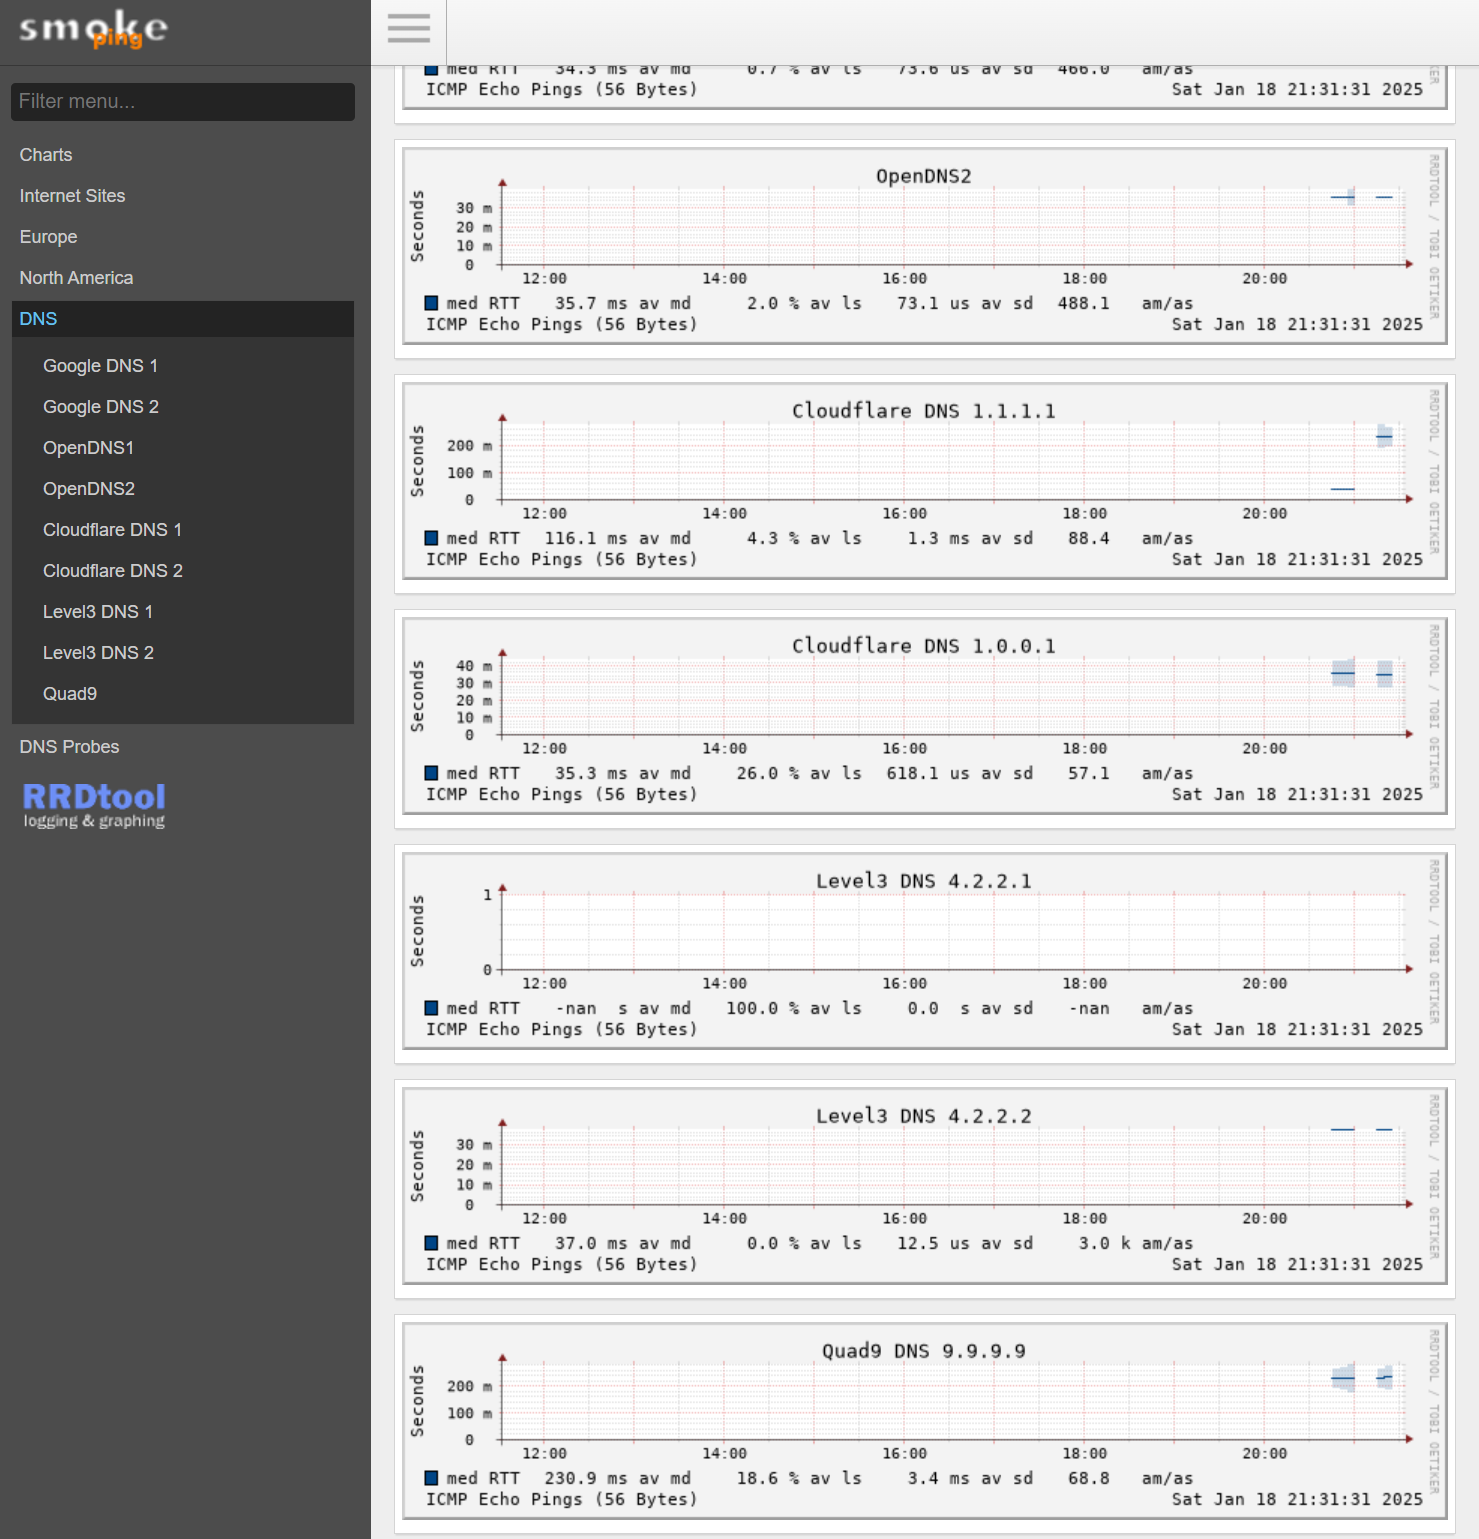 smoke
ping
Filter menu...
Charts
Internet Sites
Europe
North America
DNS
Google DNS 1
Google DNS 2
OpenDNS1
OpenDNS2
Cloudflare DNS 1
Cloudflare DNS 2
Level3 DNS 1
Level3 DNS 2
Quad9
DNS Probes
RRDtool
logging & graphing
med RTT 34.3 ms av md 0.7 % av ls 73.6 us av sd 466.0 am/as
ICMP Echo Pings (56 Bytes) Sat Jan 18 21:31:31 2025
OpenDNS2
RRDTOOL / TOBI OETIKER
Seconds
30 m
20 m
10 m
0
12:00 14:00 16:00 18:00 20:00
med RTT 35.7 ms av md 2.0 % av ls 73.1 us av sd 488.1 am/as
ICMP Echo Pings (56 Bytes) Sat Jan 18 21:31:31 2025
Cloudflare DNS 1.1.1.1
RRDTOOL / TOBI OETIKER
Seconds
200 m
100 m
0
12:00 14:00 16:00 18:00 20:00
med RTT 116.1 ms av md 4.3 % av ls 1.3 ms av sd 88.4 am/as
ICMP Echo Pings (56 Bytes) Sat Jan 18 21:31:31 2025
Cloudflare DNS 1.0.0.1
RRDTOOL / TOBI OETIKER
Seconds
40 m
30 m
20 m
10 m
0
12:00 14:00 16:00 18:00 20:00
med RTT 35.3 ms av md 26.0 % av ls 618.1 us av sd 57.1 am/as
ICMP Echo Pings (56 Bytes) Sat Jan 18 21:31:31 2025
Level3 DNS 4.2.2.1
RRDTOOL / TOBI OETIKER
Seconds
1
0
12:00 14:00 16:00 18:00 20:00
med RTT -nan s av md 100.0 % av ls 0.0 s av sd -nan am/as
ICMP Echo Pings (56 Bytes) Sat Jan 18 21:31:31 2025
Level3 DNS 4.2.2.2
RRDTOOL / TOBI OETIKER
Seconds
30 m
20 m
10 m
0
12:00 14:00 16:00 18:00 20:00
med RTT 37.0 ms av md 0.0 % av ls 12.5 us av sd 3.0 k am/as
ICMP Echo Pings (56 Bytes) Sat Jan 18 21:31:31 2025
Quad9 DNS 9.9.9.9
RRDTOOL / TOBI OETIKER
Seconds
200 m
100 m
0
12:00 14:00 16:00 18:00 20:00
med RTT 230.9 ms av md 18.6 % av ls 3.4 ms av sd 68.8 am/as
ICMP Echo Pings (56 Bytes) Sat Jan 18 21:31:31 2025